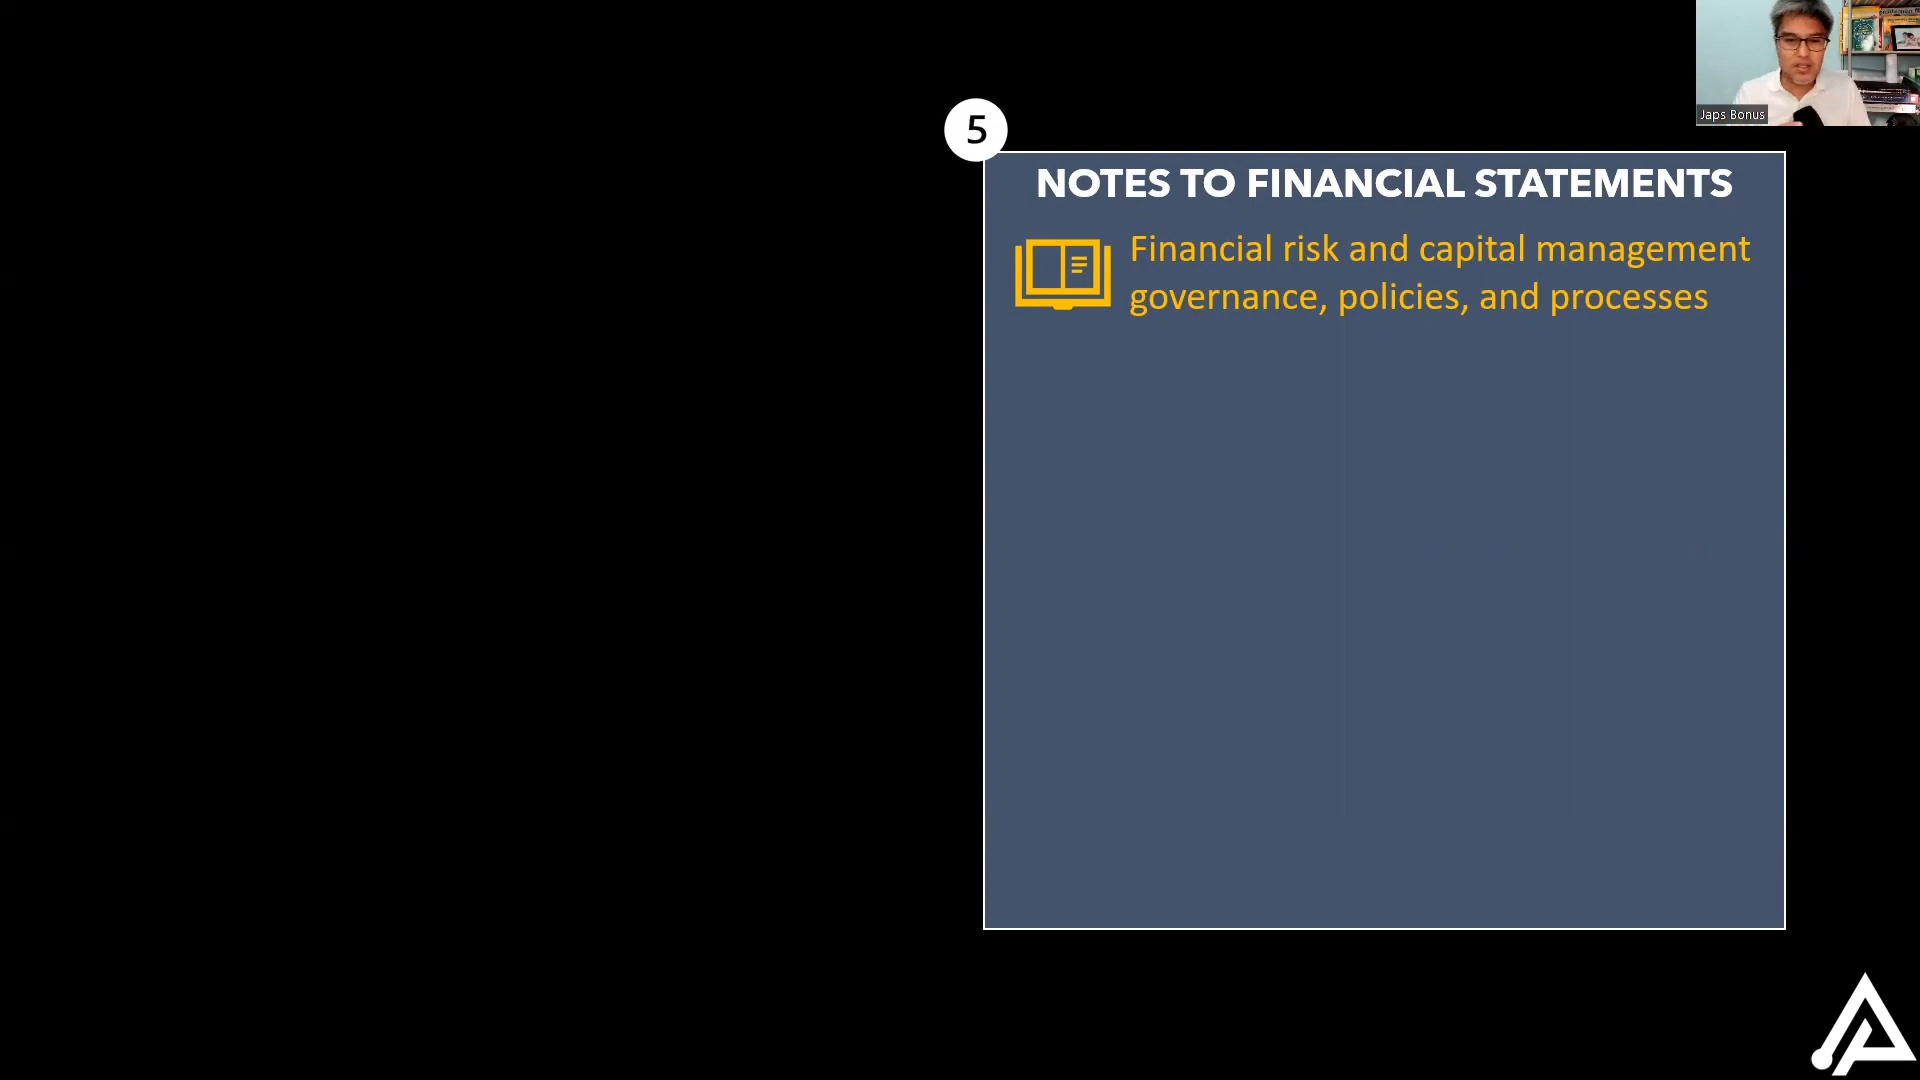 Japs Bonus
5
NOTES TO FINANCIAL STATEMENTS
Financial risk and capital management
governance, policies, and processes